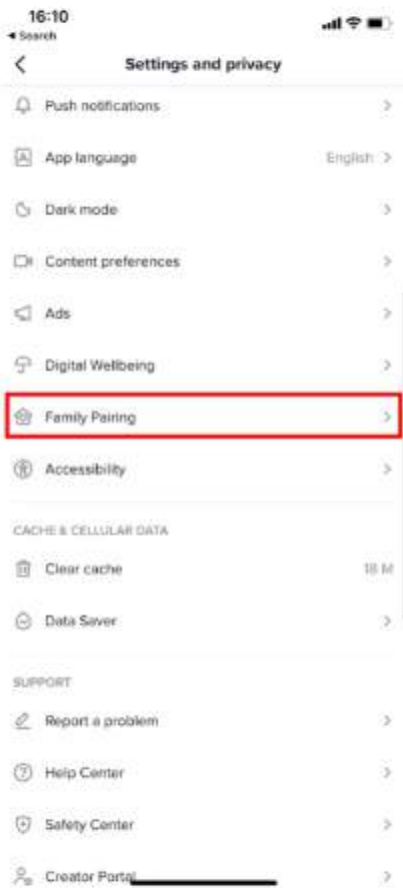 16:10
Search
Settings and privacy
Push notifications
App language English
Dark mode
Content preferences
Ads
Digital Wellbeing
Family Pairing
Accessibility
CACHE & CELLULAR DATA
Clear cache 18 M
Data Saver
SUPPORT
Report a problem
Help Center
Safety Center
Creator Portal